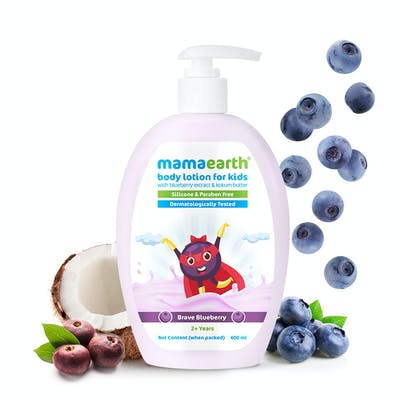 mamaearth®
body lotion for kids
with blueberry extract & kokum butter
Silicone & Paraben Free
Dermatologically Tested
Brave Blueberry
2+ Years
Net Content (when packed) 400 ml